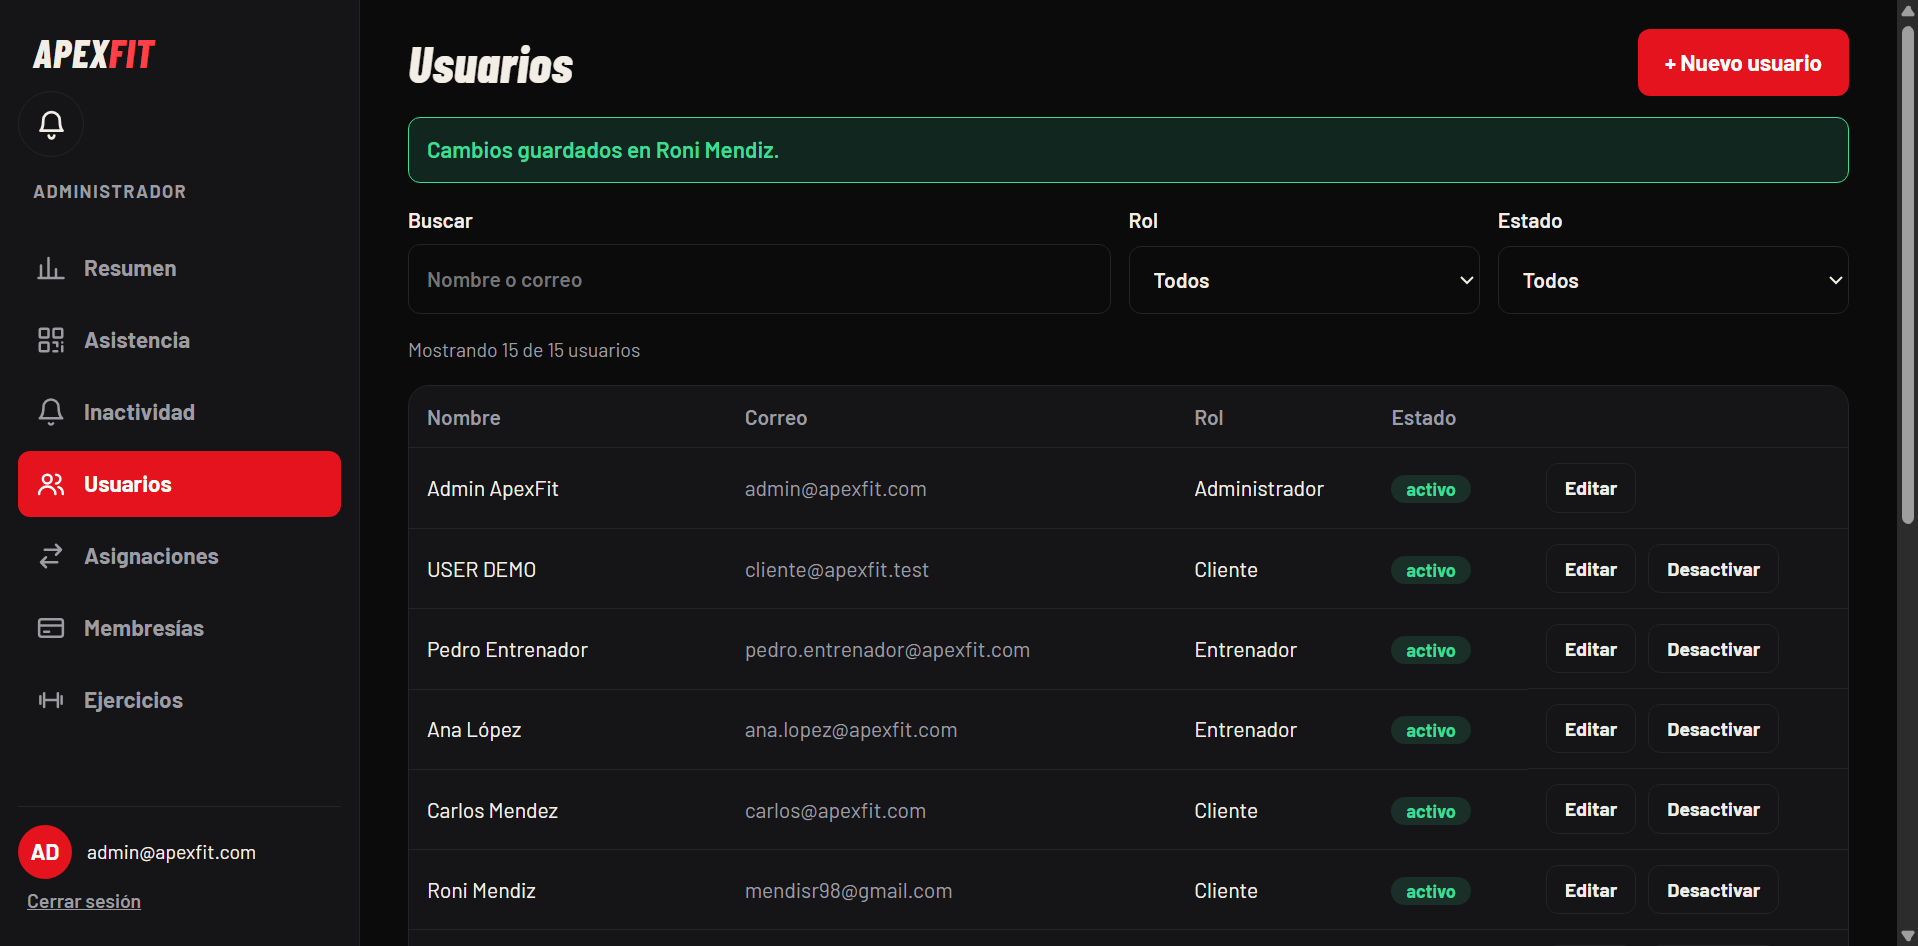 APEXFIT
ADMINISTRADOR
Resumen
Asistencia
Inactividad
Usuarios
Asignaciones
Membresías
Ejercicios
AD admin@apexfit.com
Cerrar sesión
Usuarios
+ Nuevo usuario
Cambios guardados en Roni Mendiz.
Buscar Rol Estado
Nombre o correo Todos Todos
Mostrando 15 de 15 usuarios
Nombre Correo Rol Estado
Admin ApexFit admin@apexfit.com Administrador activo Editar
USER DEMO cliente@apexfit.test Cliente activo Editar Desactivar
Pedro Entrenador pedro.entrenador@apexfit.com Entrenador activo Editar Desactivar
Ana López ana.lopez@apexfit.com Entrenador activo Editar Desactivar
Carlos Mendez carlos@apexfit.com Cliente activo Editar Desactivar
Roni Mendiz mendisr98@gmail.com Cliente activo Editar Desactivar